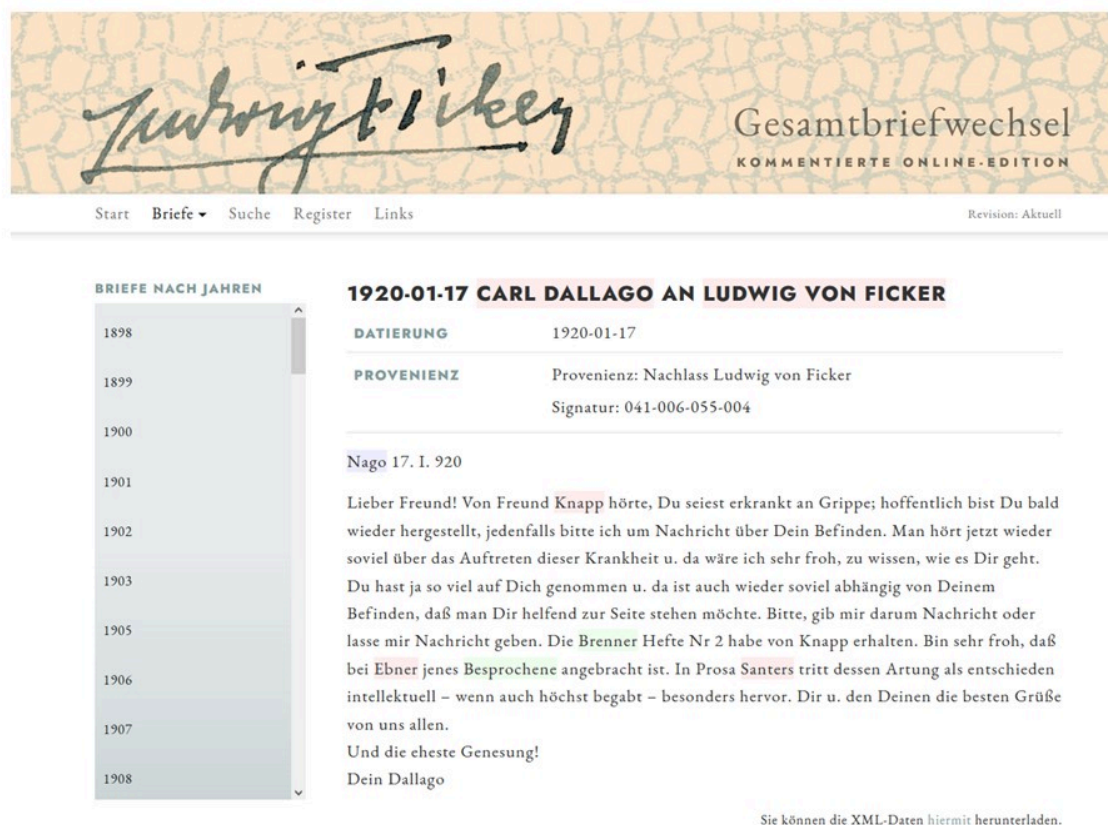 Ludwig Ficker
Gesamtbriefwechsel
KOMMENTIERTE ONLINE-EDITION
Start Briefe Suche Register Links
Revision: Aktuell
BRIEFE NACH JAHREN
1898
1899
1900
1901
1902
1903
1905
1906
1907
1908
1920-01-17 CARL DALLAGO AN LUDWIG VON FICKER
DATIERUNG 1920-01-17
PROVENIENZ Provenienz: Nachlass Ludwig von Ficker
Signatur: 041-006-055-004
Nago 17. I. 920
Lieber Freund! Von Freund Knapp hörte, Du seiest erkrankt an Grippe; hoffentlich bist Du bald
wieder hergestellt, jedenfalls bitte ich um Nachricht über Dein Befinden. Man hört jetzt wieder
soviel über das Auftreten dieser Krankheit u. da wäre ich sehr froh, zu wissen, wie es Dir geht.
Du hast ja so viel auf Dich genommen u. da ist auch wieder soviel abhängig von Deinem
Befinden, daß man Dir helfend zur Seite stehen möchte. Bitte, gib mir darum Nachricht oder
lasse mir Nachricht geben. Die Brenner Hefte Nr 2 habe von Knapp erhalten. Bin sehr froh, daß
bei Ebner jenes Besprochene angebracht ist. In Prosa Santers tritt dessen Artung als entschieden
intellektuell – wenn auch höchst begabt – besonders hervor. Dir u. den Deinen die besten Grüße
von uns allen.
Und die eheste Genesung!
Dein Dallago
Sie können die XML-Daten hiermit herunterladen.